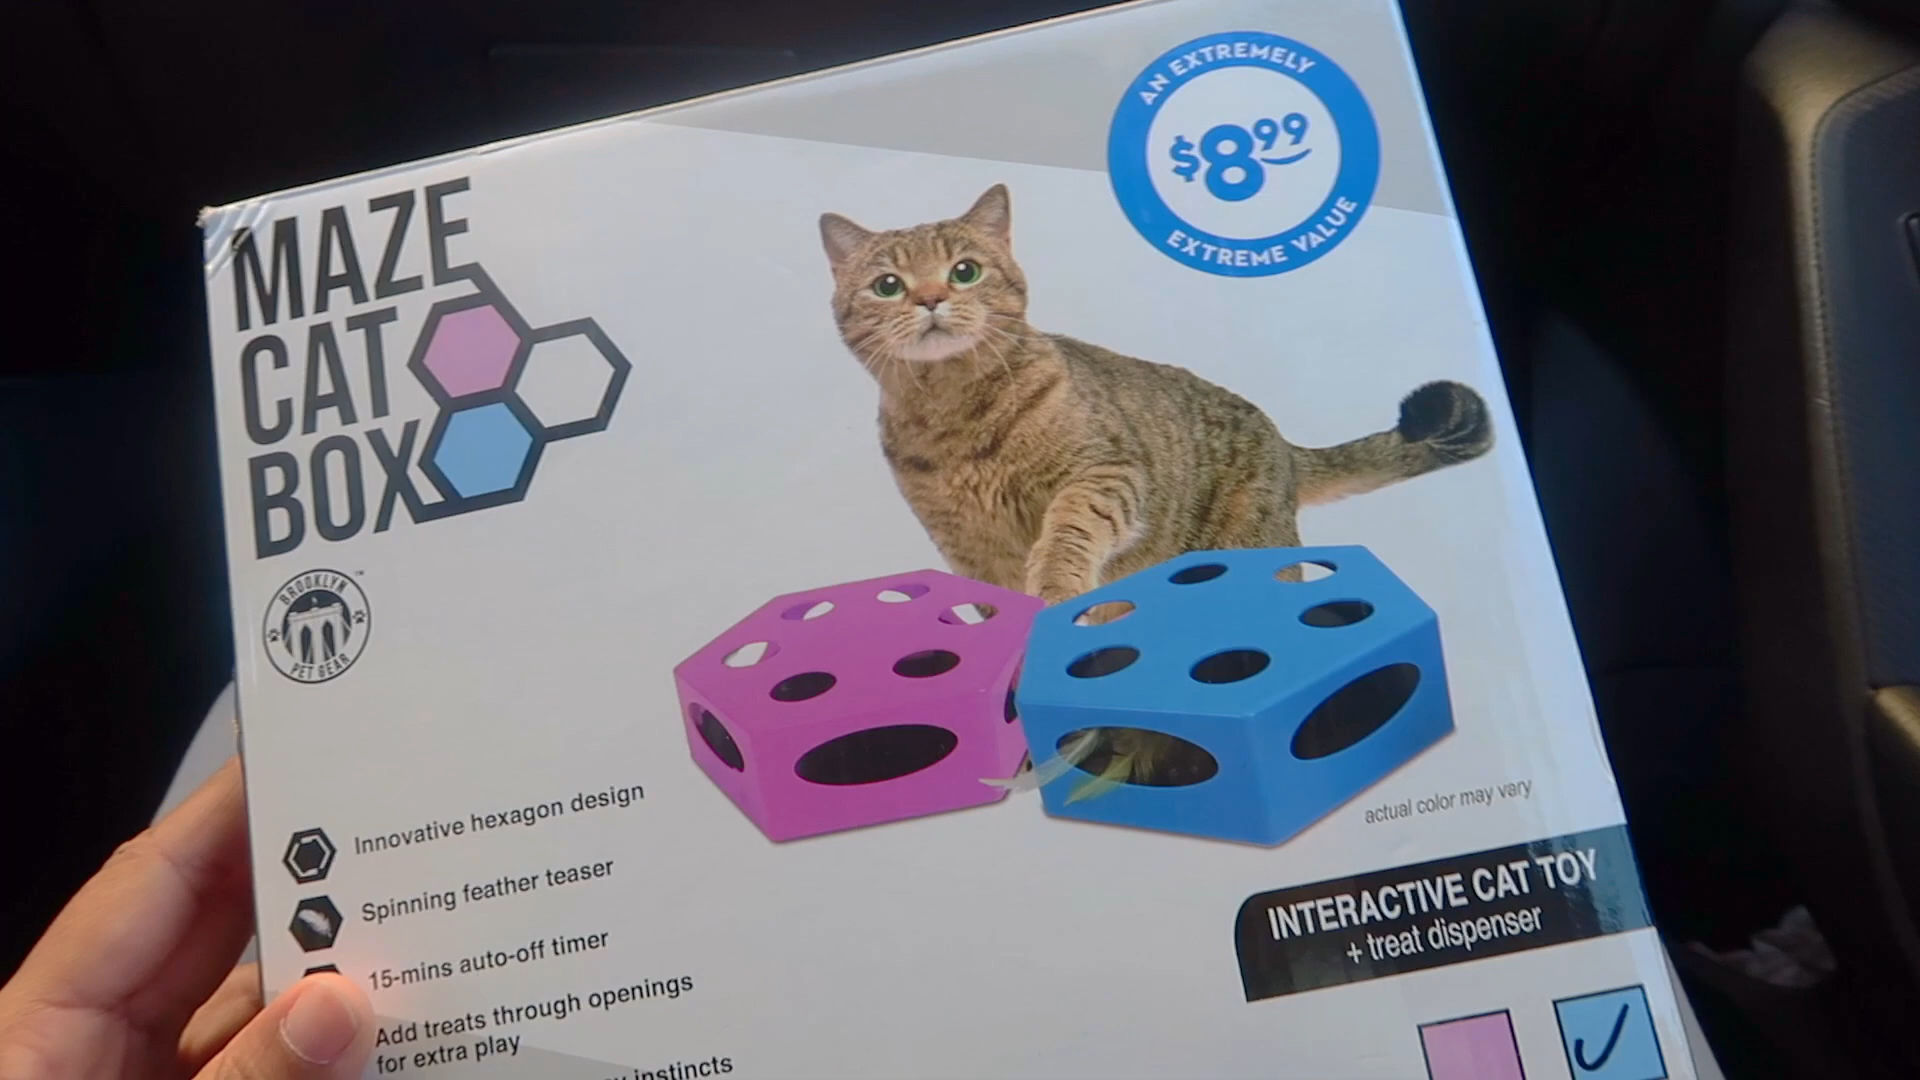 AN EXTREMELY
$8.99
EXTREME VALUE
MAZE
CAT
BOX
BROOKLYN
PET GEAR
™
Innovative hexagon design
Spinning feather teaser
15-mins auto-off timer
Add treats through openings
for extra play
instincts
actual color may vary
INTERACTIVE CAT TOY
+ treat dispenser